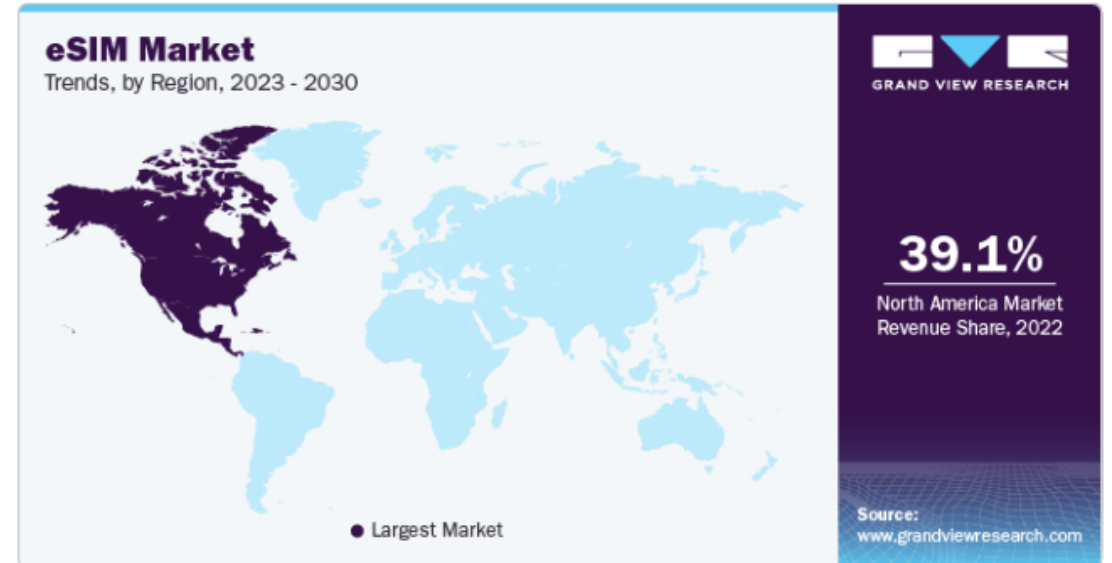 eSIM Market
Trends, by Region, 2023 - 2030
GVR
GRAND VIEW RESEARCH
39.1%
North America Market
Revenue Share, 2022
Largest Market
Source:
www.grandviewresearch.com